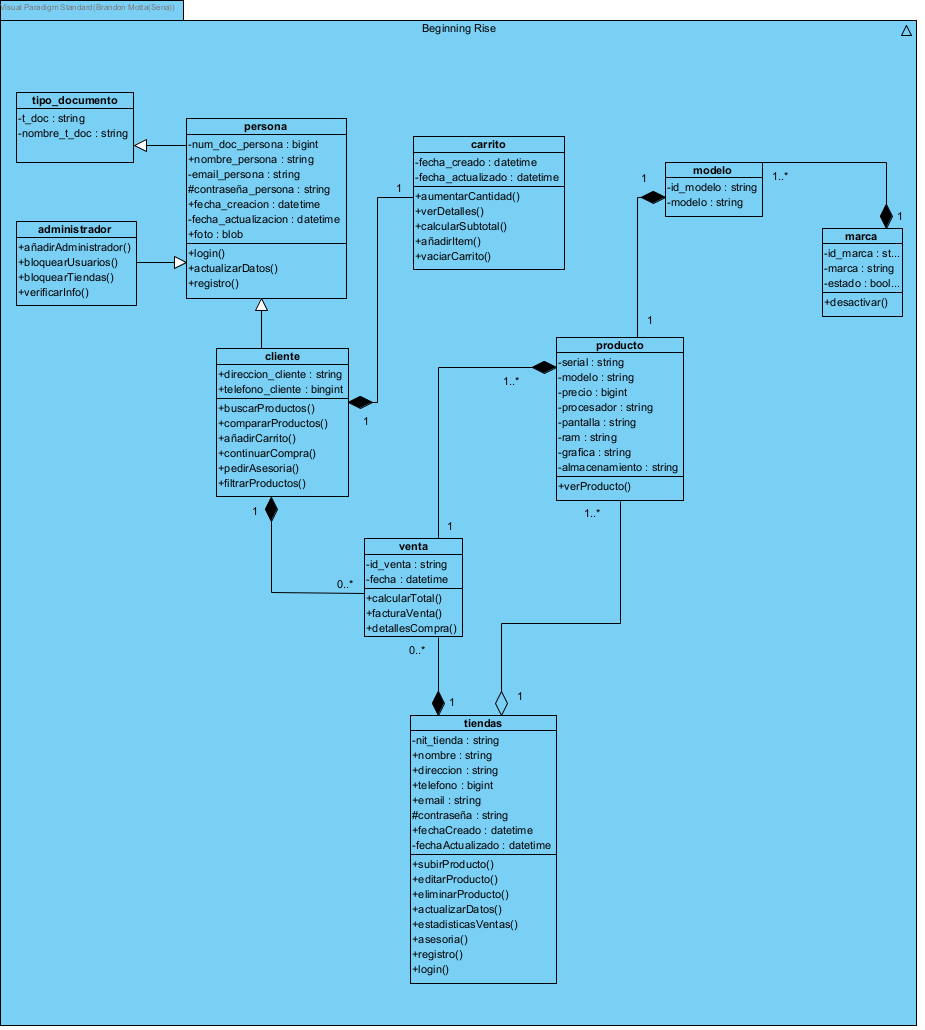 Visual Paradigm Standard(Brandon Motta(Sena))
Beginning Rise
tipo_documento
-t_doc : string
-nombre_t_doc : string
persona
-num_doc_persona : bigint
+nombre_persona : string
-email_persona : string
#contraseña_persona : string
+fecha_creacion : datetime
-fecha_actualizacion : datetime
+foto : blob
+login()
+actualizarDatos()
+registro()
administrador
+añadirAdministrador()
+bloquearUsuarios()
+bloquearTiendas()
+verificarInfo()
carrito
-fecha_creado : datetime
-fecha_actualizado : datetime
+aumentarCantidad()
+verDetalles()
+calcularSubtotal()
+añadirItem()
+vaciarCarrito()
1
modelo
-id_modelo : string
-modelo : string
1
1..*
1
marca
-id_marca : st...
-marca : string
-estado : bool...
+desactivar()
1
producto
-serial : string
-modelo : string
-precio : bigint
-procesador : string
-pantalla : string
-ram : string
-grafica : string
-almacenamiento : string
+verProducto()
1..*
1..*
cliente
+direccion_cliente : string
+telefono_cliente : bingint
+buscarProductos()
+compararProductos()
+añadirCarrito()
+continuarCompra()
+pedirAsesoria()
+filtrarProductos()
1
1
0..*
1
venta
-id_venta : string
-fecha : datetime
+calcularTotal()
+facturaVenta()
+detallesCompra()
0..*
1
1
tiendas
-nit_tienda : string
+nombre : string
+direccion : string
+telefono : bigint
+email : string
#contraseña : string
+fechaCreado : datetime
-fechaActualizado : datetime
+subirProducto()
+editarProducto()
+eliminarProducto()
+actualizarDatos()
+estadisticasVentas()
+asesoria()
+registro()
+login()